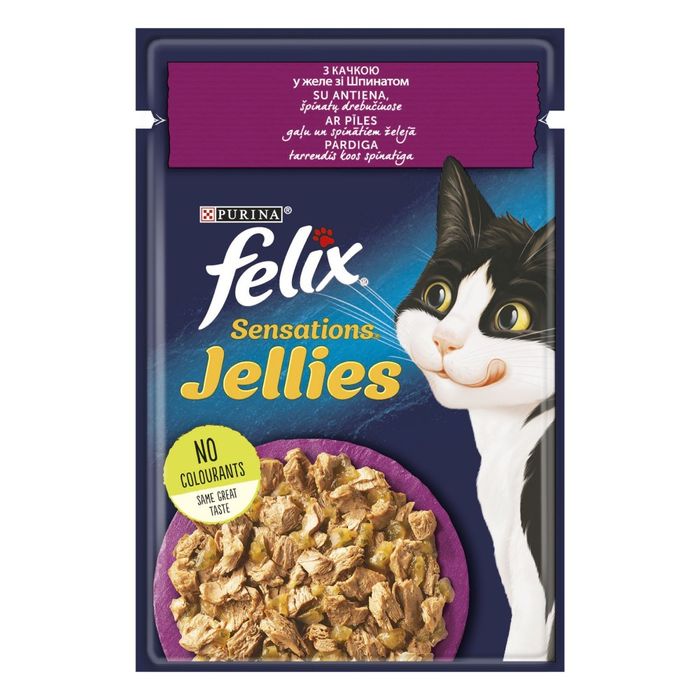 З КАЧКОЮ
у желе зі Шпинатом
SU ANTIENA,
špinatų drebučiuose
AR PĪLES
gaļu un spinātiem želejā
PARDIGA
tarrendis koos spinatiga
PURINA®
felix®
Sensations™
Jellies
NO
COLOURANTS
SAME GREAT
TASTE